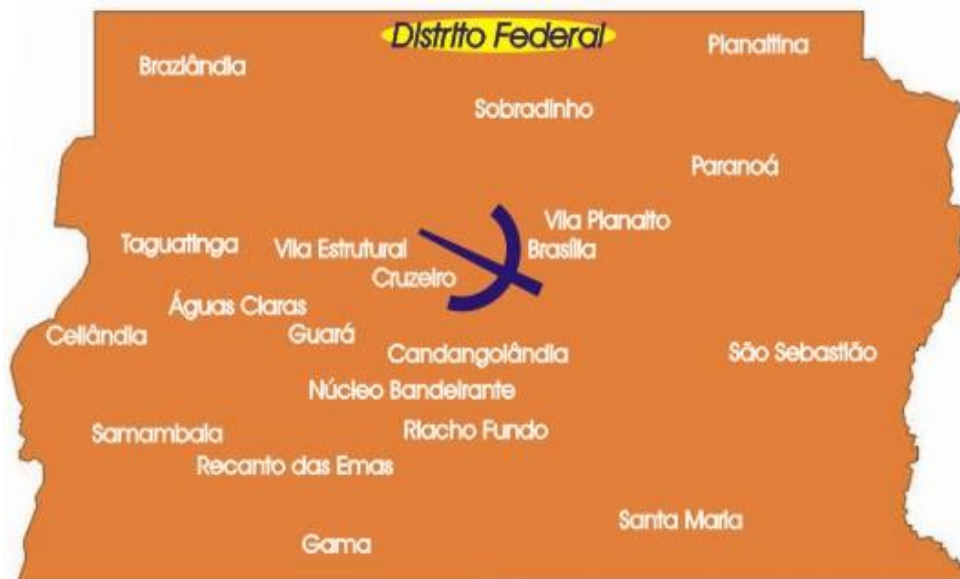 Distrito Federal
Planaltina
Brazlândia
Sobradinho
Paranoá
Vila Planalto
Taguatinga
Vila Estrutural
Brasília
Cruzeiro
Águas Claras
Ceilândia
Guará
Candangolândia
São Sebastião
Núcleo Bandeirante
Samambaia
Riacho Fundo
Recanto das Emas
Santa Maria
Gama